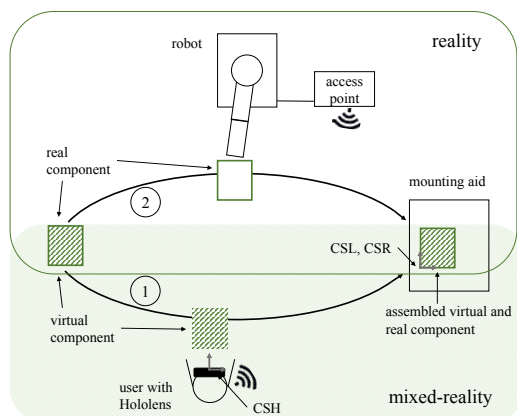 reality
robot
access
point
real
component
2
mounting aid
CSL, CSR
1
virtual
component
assembled virtual and
real component
user with
Hololens
CSH
mixed-reality